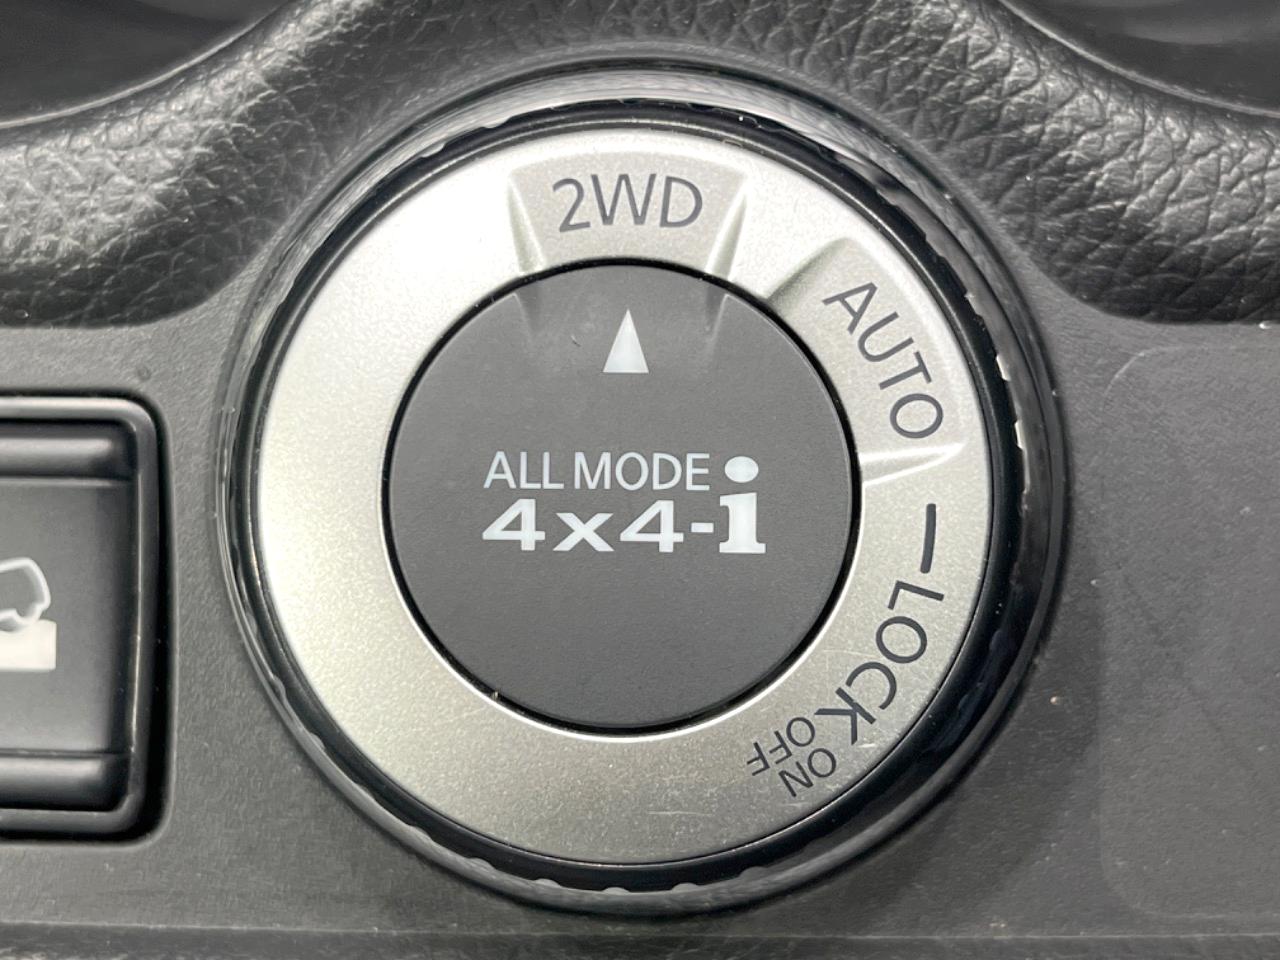 2WD
AUTO
LOCK
ON
OFF
ALL MODE
4x4-i